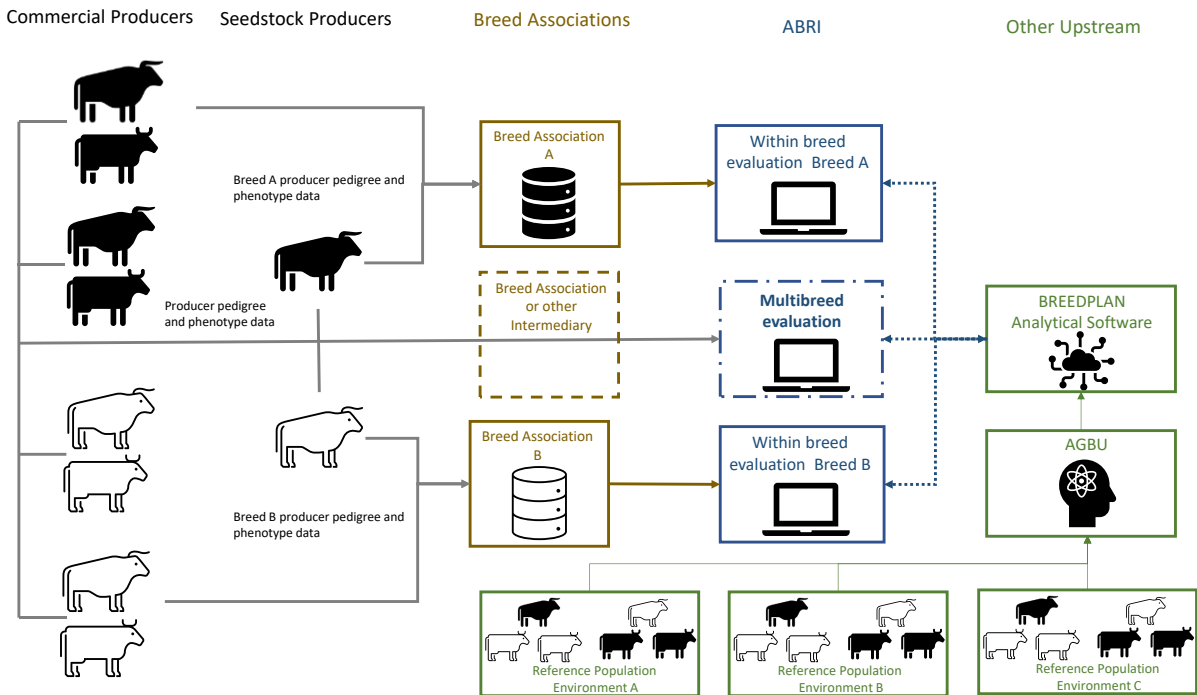 Commercial Producers
Seedstock Producers
Breed Associations
ABRI
Other Upstream
Breed Association
A
Within breed
evaluation Breed A
Breed A producer pedigree and
phenotype data
Producer pedigree
and phenotype data
Breed Association
or other
Intermediary
Multibreed
evaluation
BREEDPLAN
Analytical Software
Breed Association
B
Within breed
evaluation Breed B
AGBU
Breed B producer pedigree and
phenotype data
Reference Population
Environment A
Reference Population
Environment B
Reference Population
Environment C